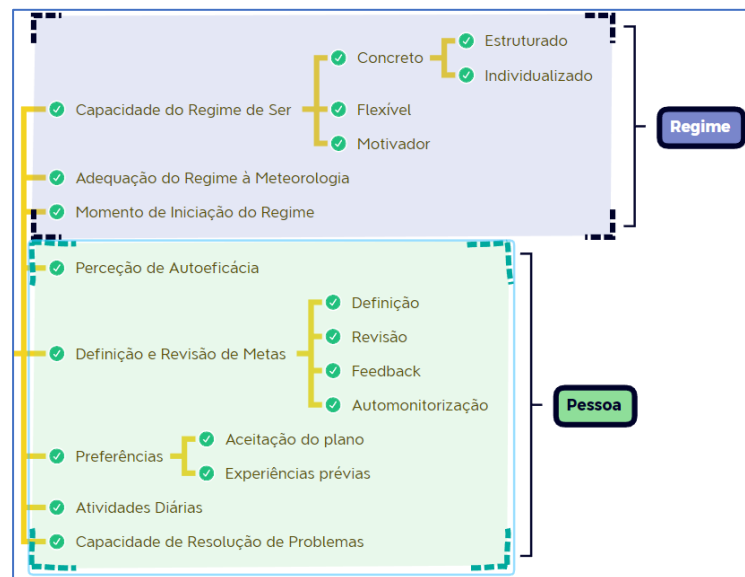 Capacidade do Regime de Ser
Concreto
Estruturado
Individualizado
Flexível
Motivador
Adequação do Regime à Meteorologia
Momento de Iniciação do Regime
Regime
Perceção de Autoeficácia
Definição e Revisão de Metas
Definição
Revisão
Feedback
Automonitorização
Preferências
Aceitação do plano
Experiências prévias
Atividades Diárias
Capacidade de Resolução de Problemas
Pessoa